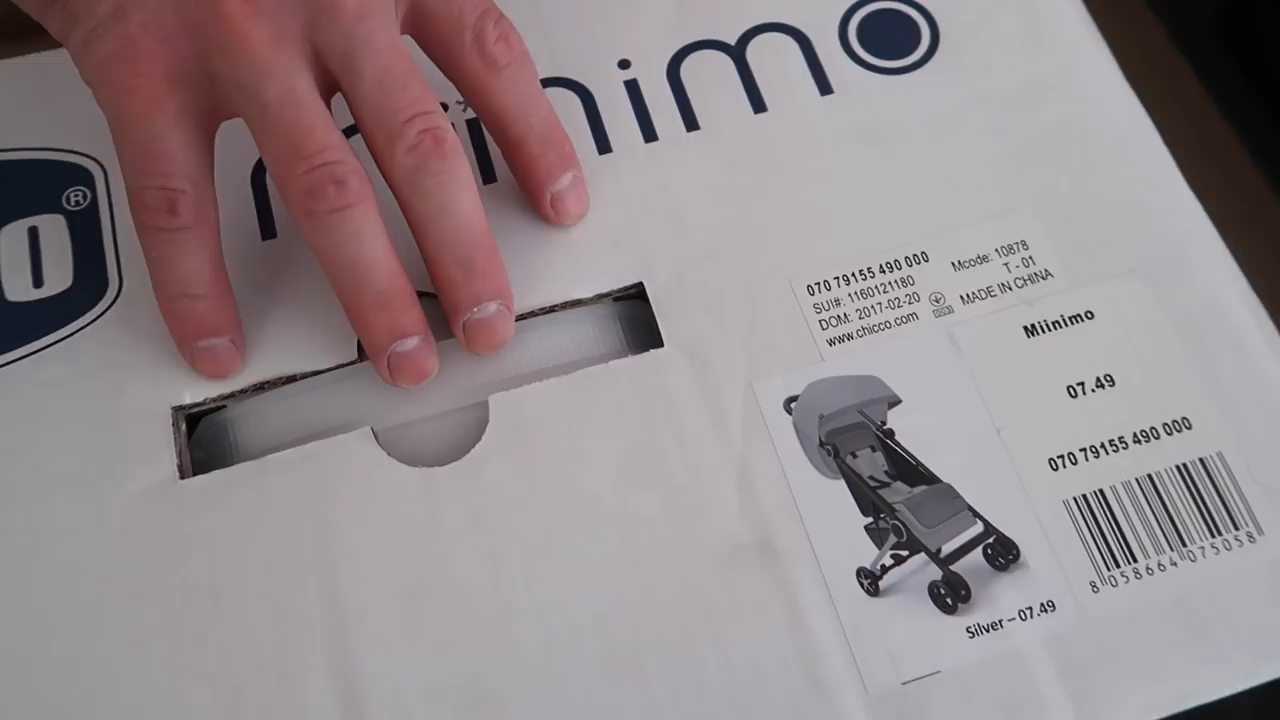 miinimo
®
070 79155 490 000
SUI#: 1160121180
DOM: 2017-02-20
www.chicco.com
Mcode: 10878
T - 01
MADE IN CHINA
Miinimo
07.49
070 79155 490 000
8 058664 075058
Silver – 07.49